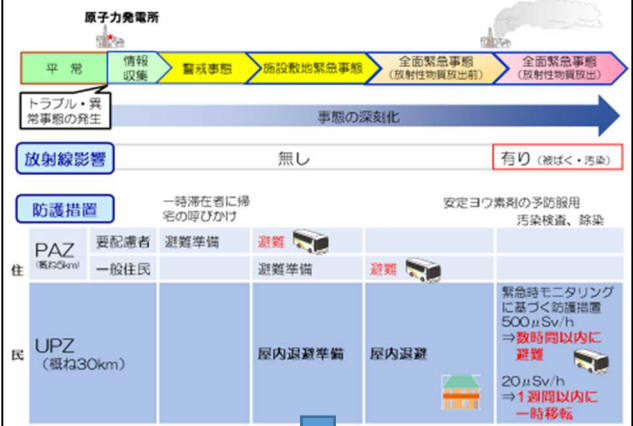 原子力発電所
平 常
情報
収集
警戒事態
施設敷地緊急事態
全面緊急事態
(放射性物質放出前)
全面緊急事態
(放射性物質放出)
トラブル・異
常事態の発生
事態の深刻化
放射線影響
無し
有り (被ばく・汚染)
防護措置
一時滞在者に帰
宅の呼びかけ
安定ヨウ素剤の予防服用
汚染検査、除染
住
民
PAZ
(概ね5km)
要配慮者
避難準備
避難
一般住民
避難準備
避難
UPZ
(概ね30km)
屋内退避準備
屋内退避
緊急時モニタリング
に基づく防護措置
500μSv/h
⇒数時間以内に
避難
20μSv/h
⇒1週間以内に
一時移転